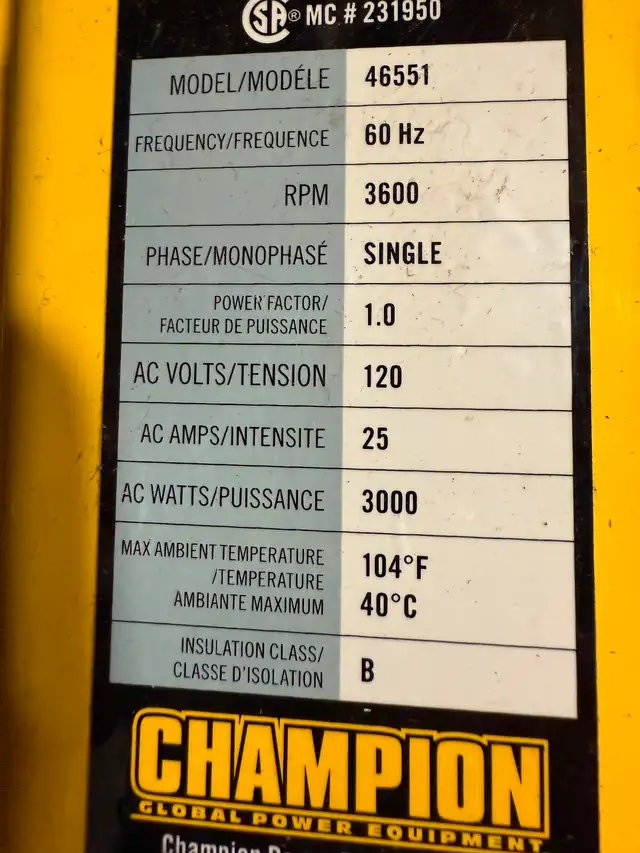 CSA® MC # 231950
MODEL/MODÉLE 46551
FREQUENCY/FREQUENCE 60 Hz
RPM 3600
PHASE/MONOPHASÉ SINGLE
POWER FACTOR/
FACTEUR DE PUISSANCE 1.0
AC VOLTS/TENSION 120
AC AMPS/INTENSITE 25
AC WATTS/PUISSANCE 3000
MAX AMBIENT TEMPERATURE
/TEMPERATURE
AMBIANTE MAXIMUM
104°F
40°C
INSULATION CLASS/
CLASSE D'ISOLATION B
CHAMPION
GLOBAL POWER EQUIPMENT
Champion